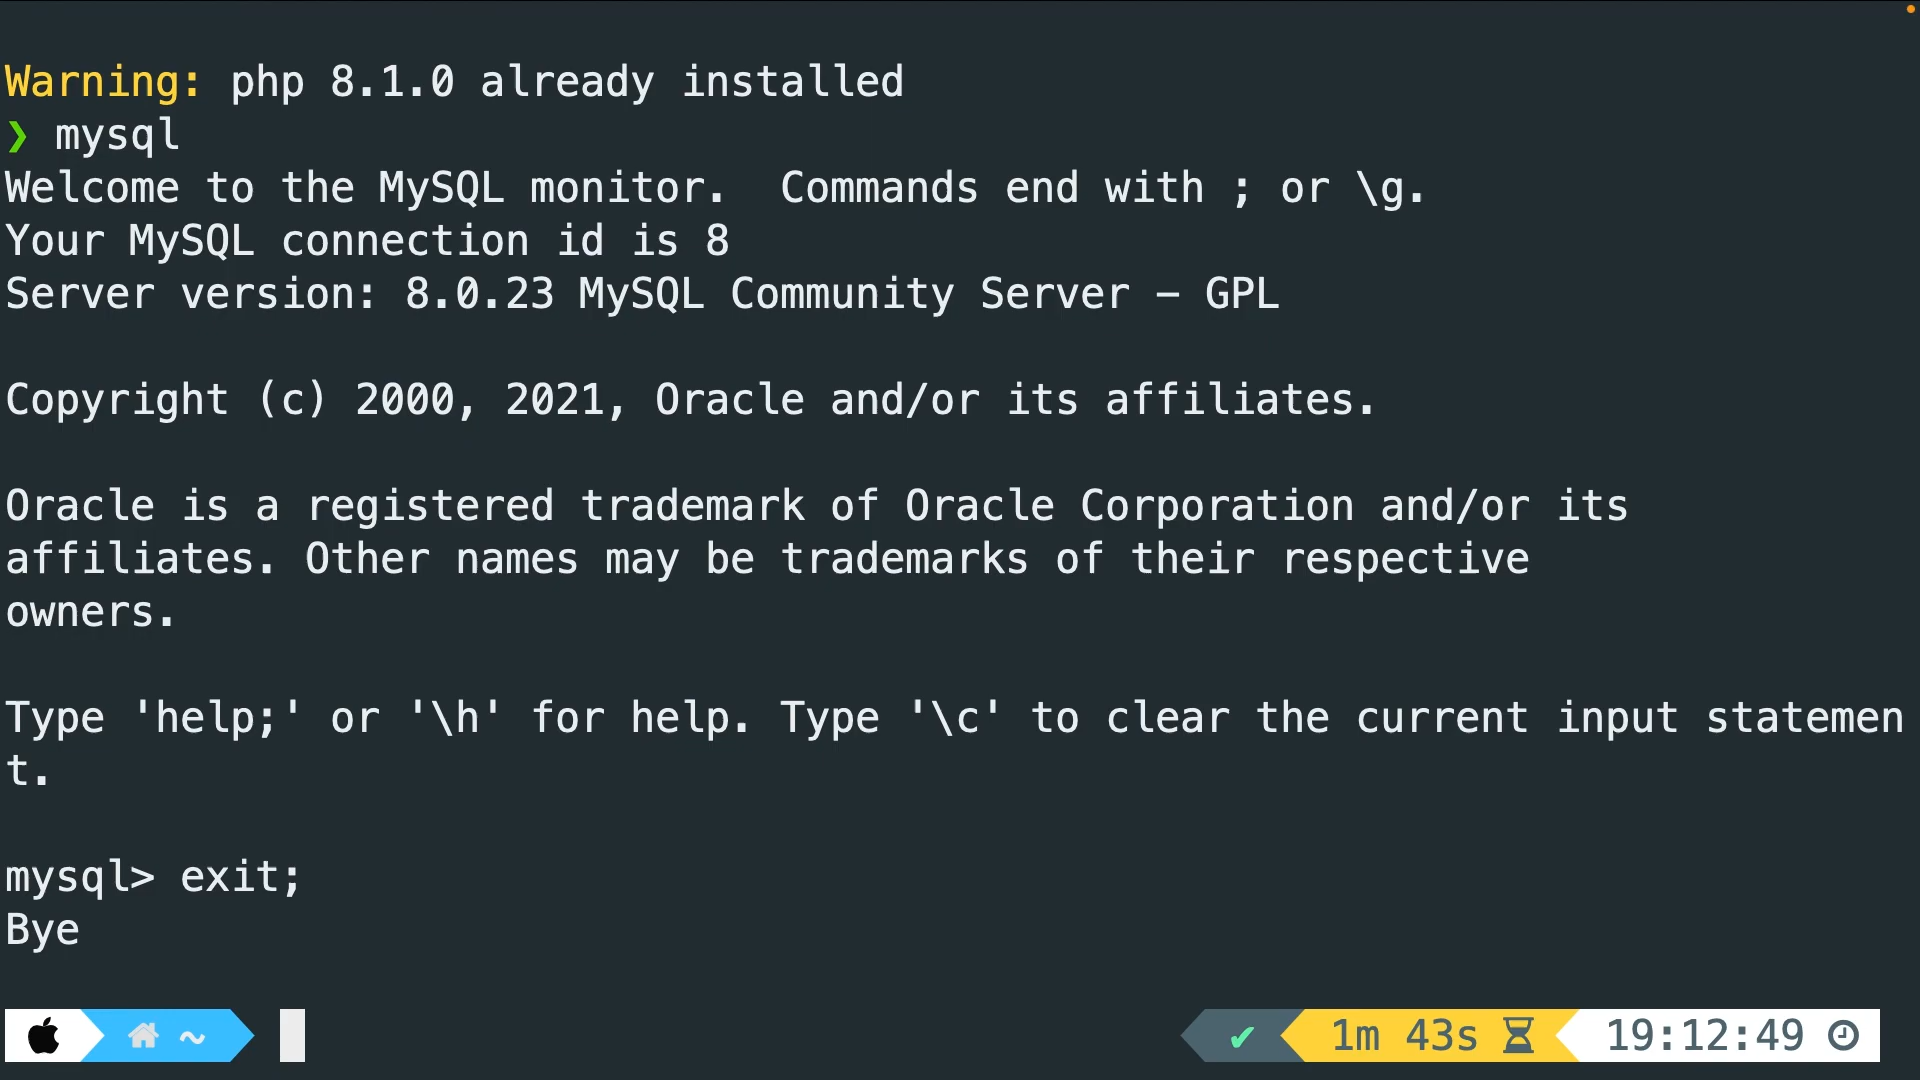 Warning: php 8.1.0 already installed
❯ mysql
Welcome to the MySQL monitor.  Commands end with ; or \g.
Your MySQL connection id is 8
Server version: 8.0.23 MySQL Community Server – GPL
Copyright (c) 2000, 2021, Oracle and/or its affiliates.
Oracle is a registered trademark of Oracle Corporation and/or its
affiliates. Other names may be trademarks of their respective
owners.
Type 'help;' or '\h' for help. Type '\c' to clear the current input statemen
t.
mysql> exit;
Bye
~ ✔ 1m 43s 19:12:49